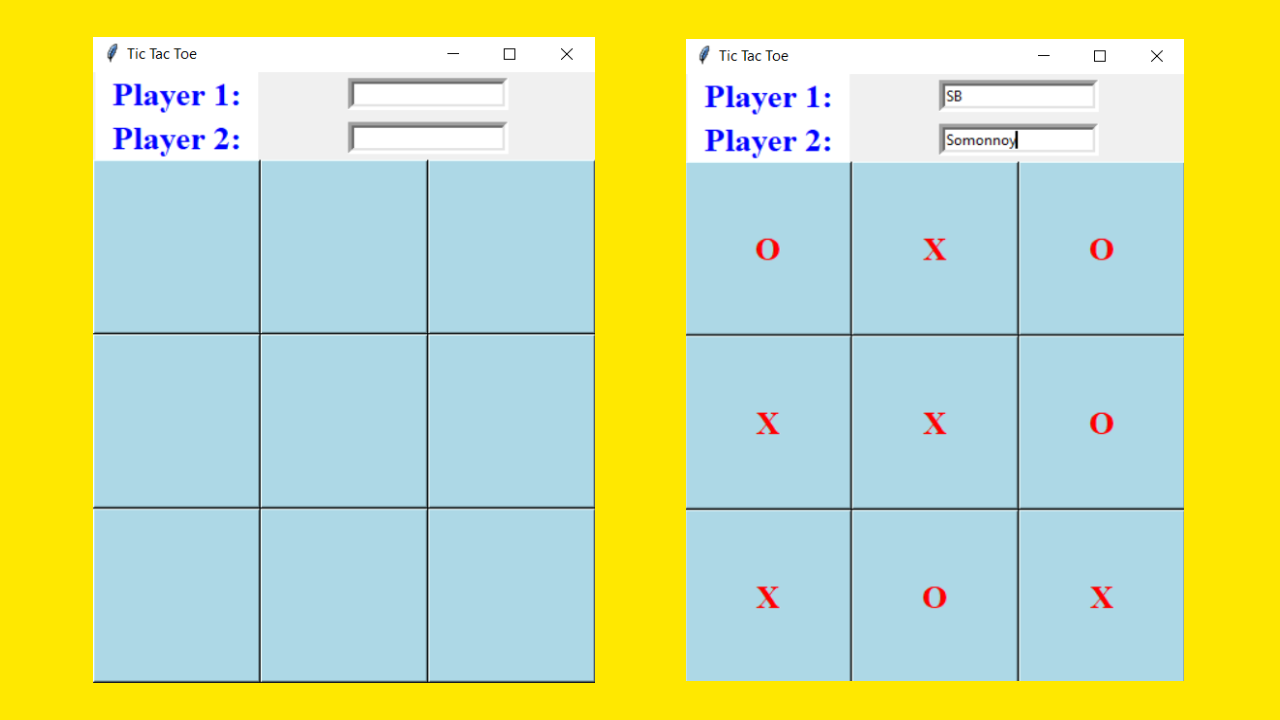 Tic Tac Toe
Player 1:
Player 2:
Tic Tac Toe
Player 1: SB
Player 2: Somonnoy
O X O
X X O
X O X